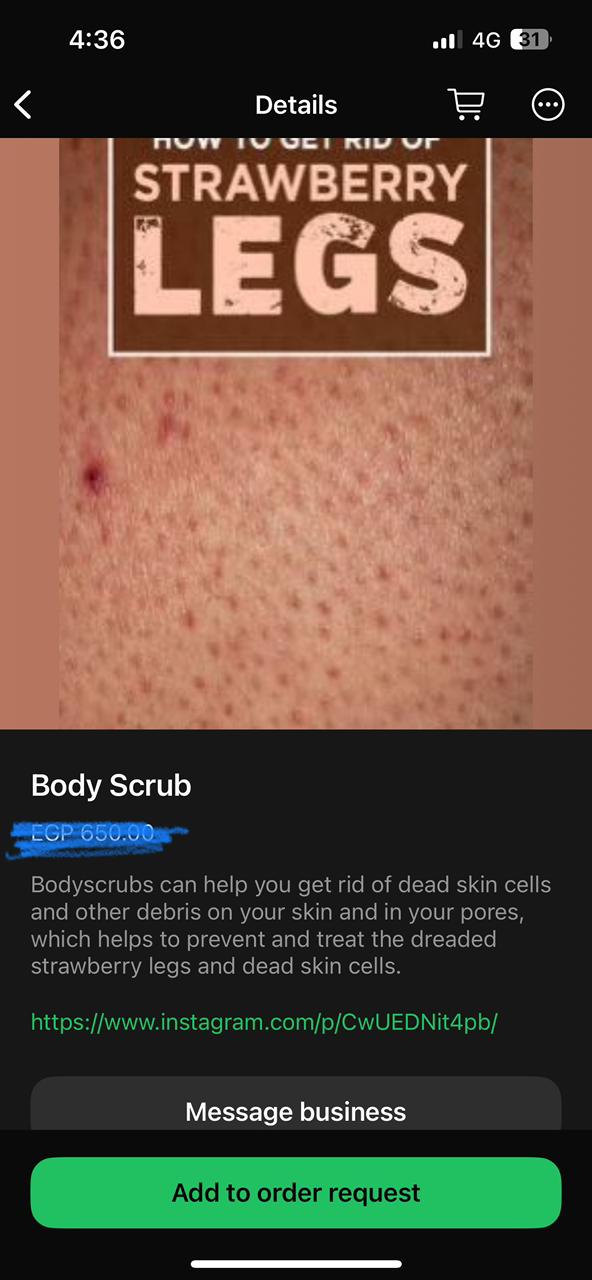 4:36
4G
31
Details
HOW TO GET RID OF
STRAWBERRY
LEGS
Body Scrub
EGP 650.00
Bodyscrubs can help you get rid of dead skin cells
and other debris on your skin and in your pores,
which helps to prevent and treat the dreaded
strawberry legs and dead skin cells.
https://www.instagram.com/p/CwUEDNit4pb/
Message business
Add to order request